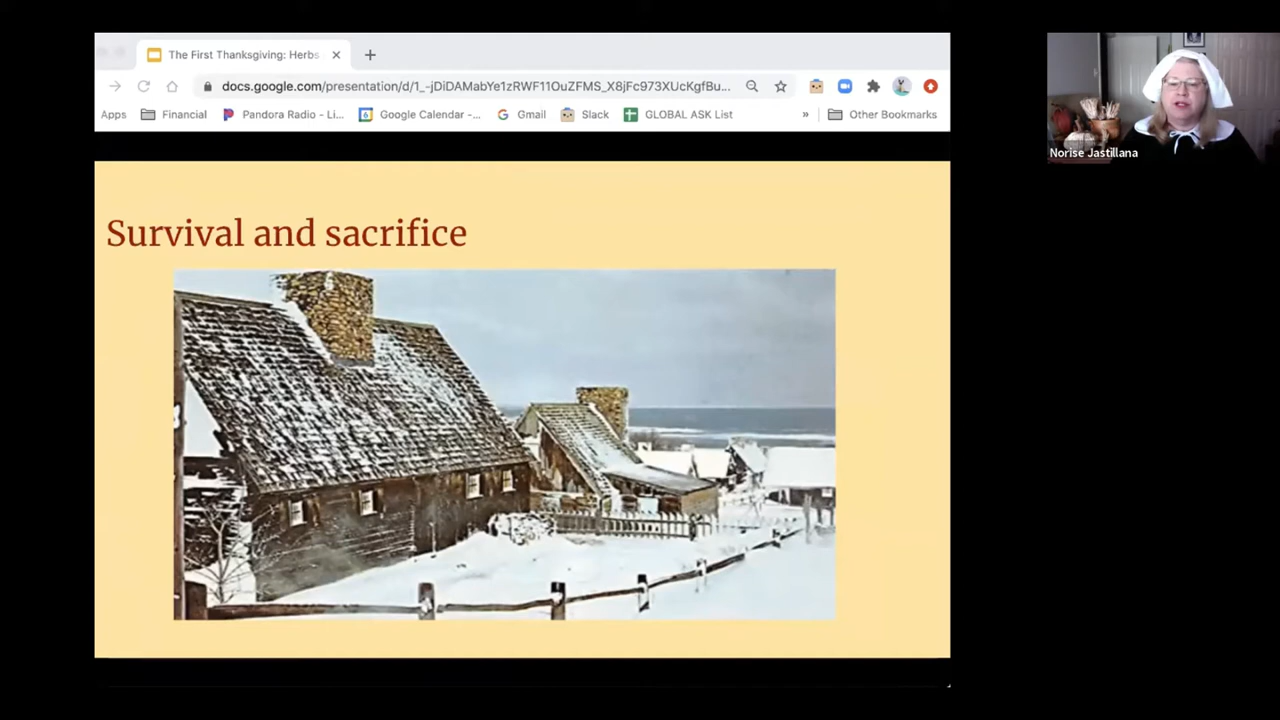 The First Thanksgiving: Herbs
docs.google.com/presentation/d/1_-jDiDAMabYe1zRWF11OuZFMS_X8jFc973XUcKgfBu...
Apps Financial Pandora Radio - Li... Google Calendar -... Gmail Slack GLOBAL ASK List » Other Bookmarks
Norise Jastillana
Survival and sacrifice